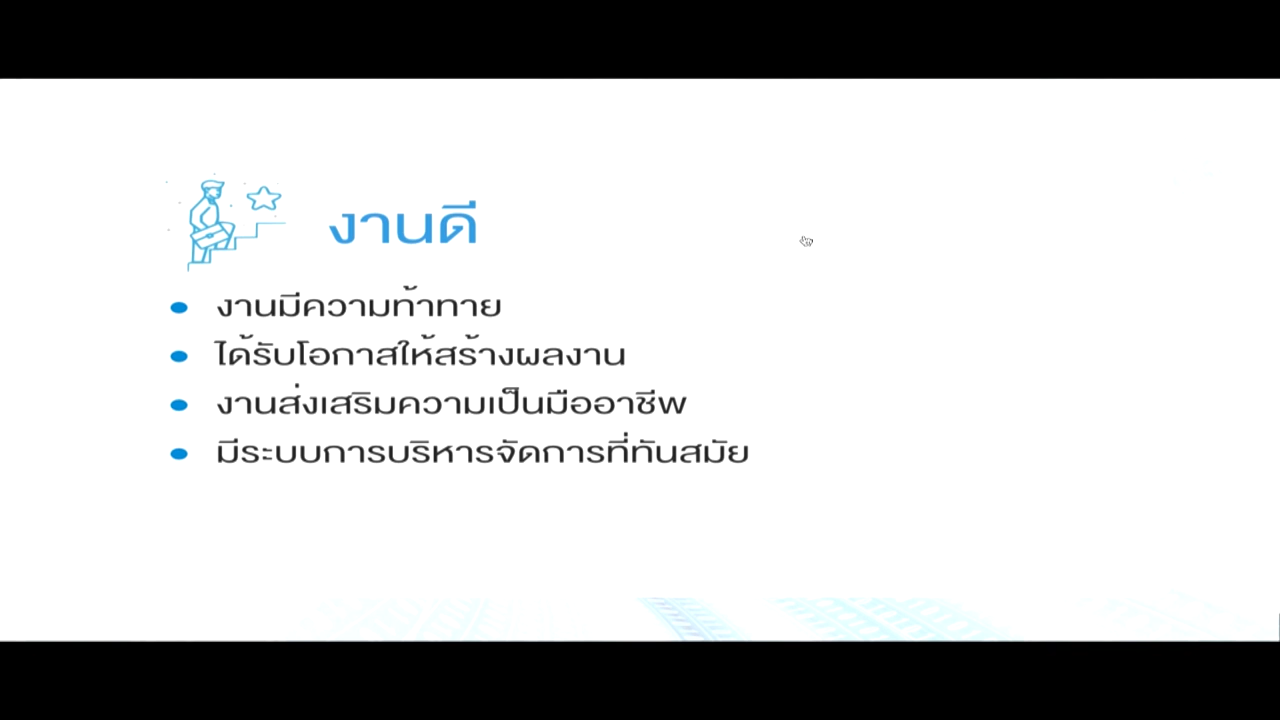 งานดี
งานมีความท้าทาย
ได้รับโอกาสให้สร้างผลงาน
งานส่งเสริมความเป็นมืออาชีพ
มีระบบการบริหารจัดการที่ทันสมัย